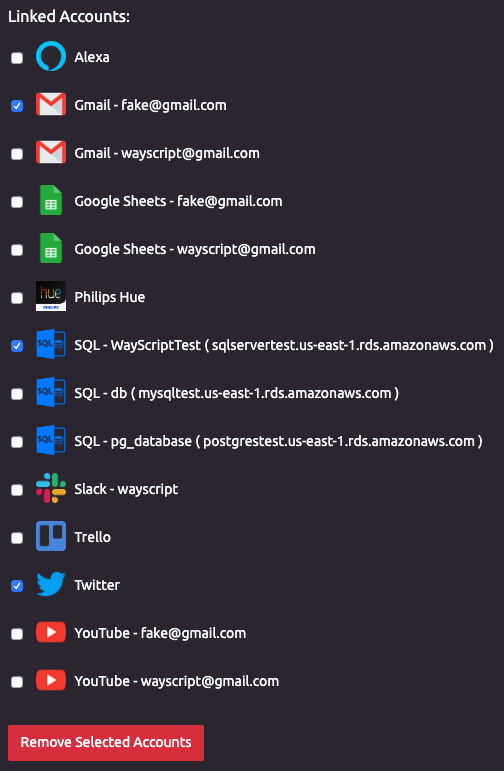 Linked Accounts:
Alexa
Gmail - fake@gmail.com
Gmail - wayscript@gmail.com
Google Sheets - fake@gmail.com
Google Sheets - wayscript@gmail.com
hue
PHILIPS
Philips Hue
SQL
SQL - WayScriptTest ( sqlservertest.us-east-1.rds.amazonaws.com )
SQL
SQL - db ( mysqltest.us-east-1.rds.amazonaws.com )
SQL
SQL - pg_database ( postgrestest.us-east-1.rds.amazonaws.com )
Slack - wayscript
Trello
Twitter
YouTube - fake@gmail.com
YouTube - wayscript@gmail.com
Remove Selected Accounts